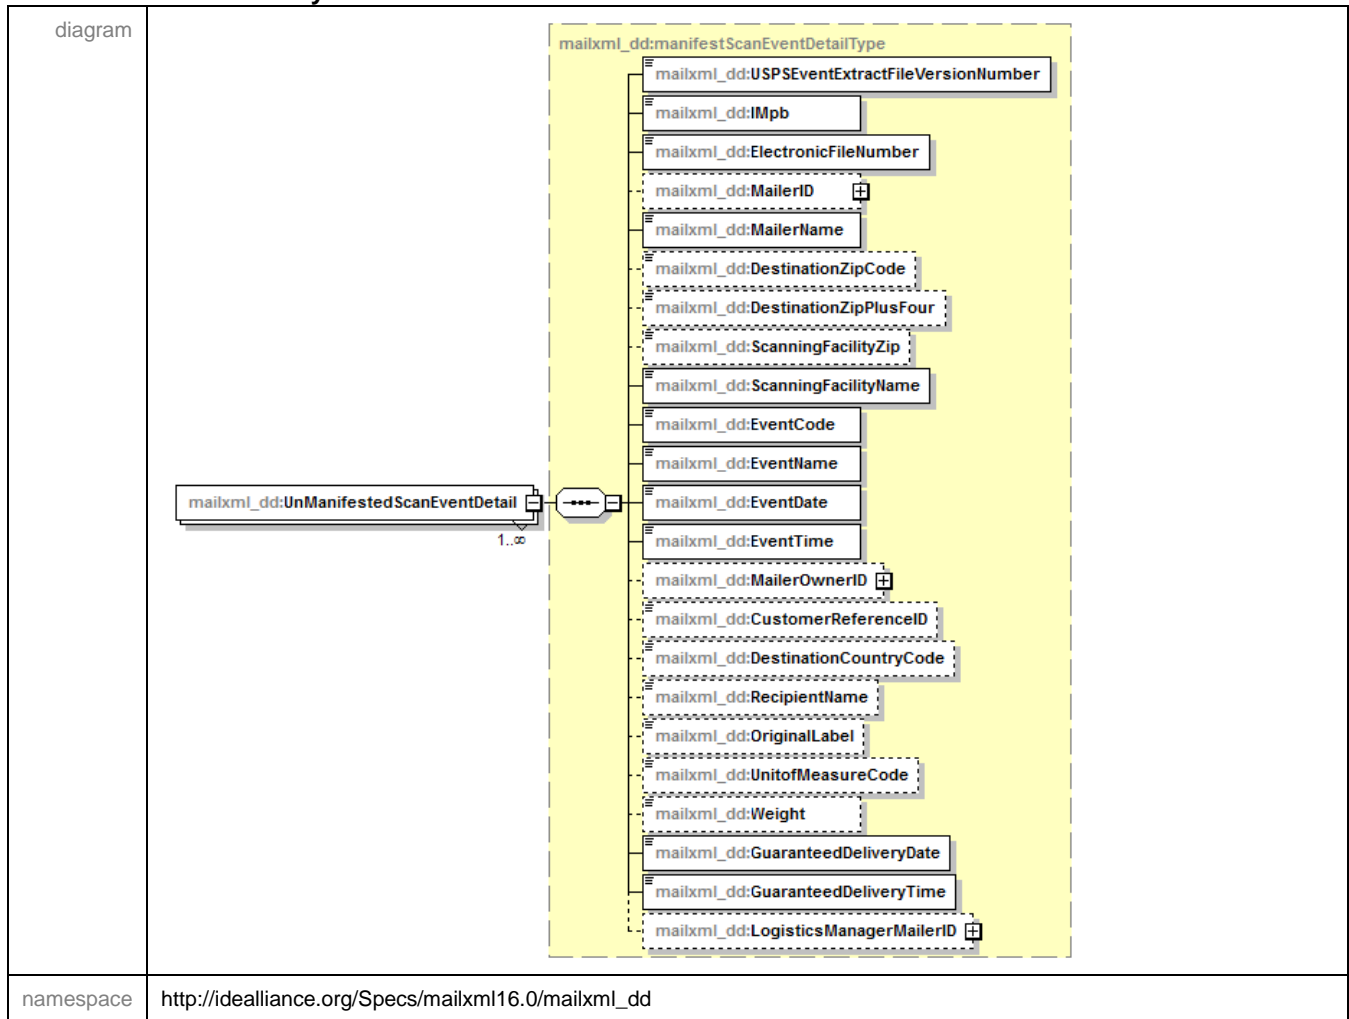 diagram
mailxml_dd:manifestScanEventDetailType
mailxml_dd:USPSEventExtractFileVersionNumber
mailxml_dd:IMpb
mailxml_dd:ElectronicFileNumber
mailxml_dd:MailerID
mailxml_dd:MailerName
mailxml_dd:DestinationZipCode
mailxml_dd:DestinationZipPlusFour
mailxml_dd:ScanningFacilityZip
mailxml_dd:ScanningFacilityName
mailxml_dd:EventCode
mailxml_dd:EventName
mailxml_dd:UnManifestedScanEventDetail
1..∞
mailxml_dd:EventDate
mailxml_dd:EventTime
mailxml_dd:MailerOwnerID
mailxml_dd:CustomerReferenceID
mailxml_dd:DestinationCountryCode
mailxml_dd:RecipientName
mailxml_dd:OriginalLabel
mailxml_dd:UnitofMeasureCode
mailxml_dd:Weight
mailxml_dd:GuaranteedDeliveryDate
mailxml_dd:GuaranteedDeliveryTime
mailxml_dd:LogisticsManagerMailerID
namespace
http://idealliance.org/Specs/mailxml16.0/mailxml_dd